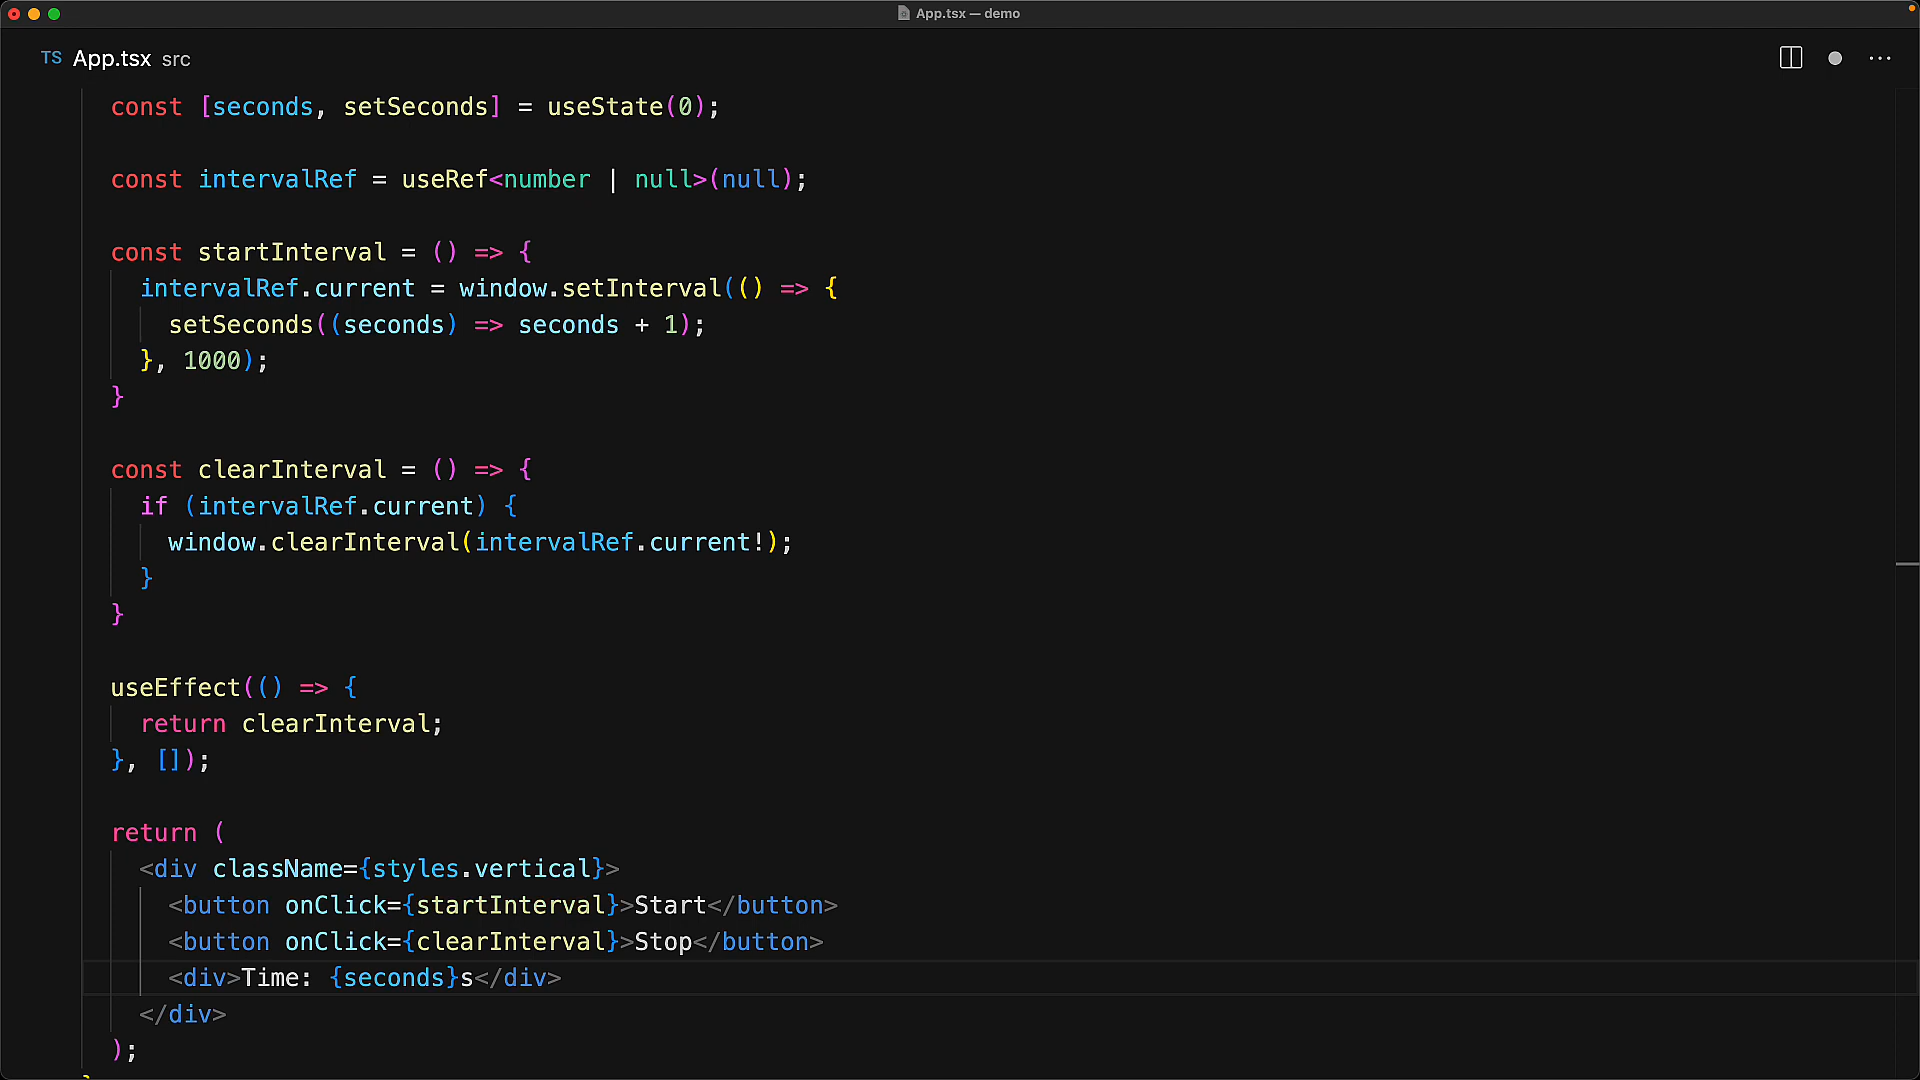 App.tsx — demo
TS App.tsx src
const [seconds, setSeconds] = useState(0);
const intervalRef = useRef<number | null>(null);
const startInterval = () => {
intervalRef.current = window.setInterval(() => {
setSeconds((seconds) => seconds + 1);
}, 1000);
}
const clearInterval = () => {
if (intervalRef.current) {
window.clearInterval(intervalRef.current!);
}
}
useEffect(() => {
return clearInterval;
}, []);
return (
<div className={styles.vertical}>
<button onClick={startInterval}>Start</button>
<button onClick={clearInterval}>Stop</button>
<div>Time: {seconds}s</div>
</div>
);